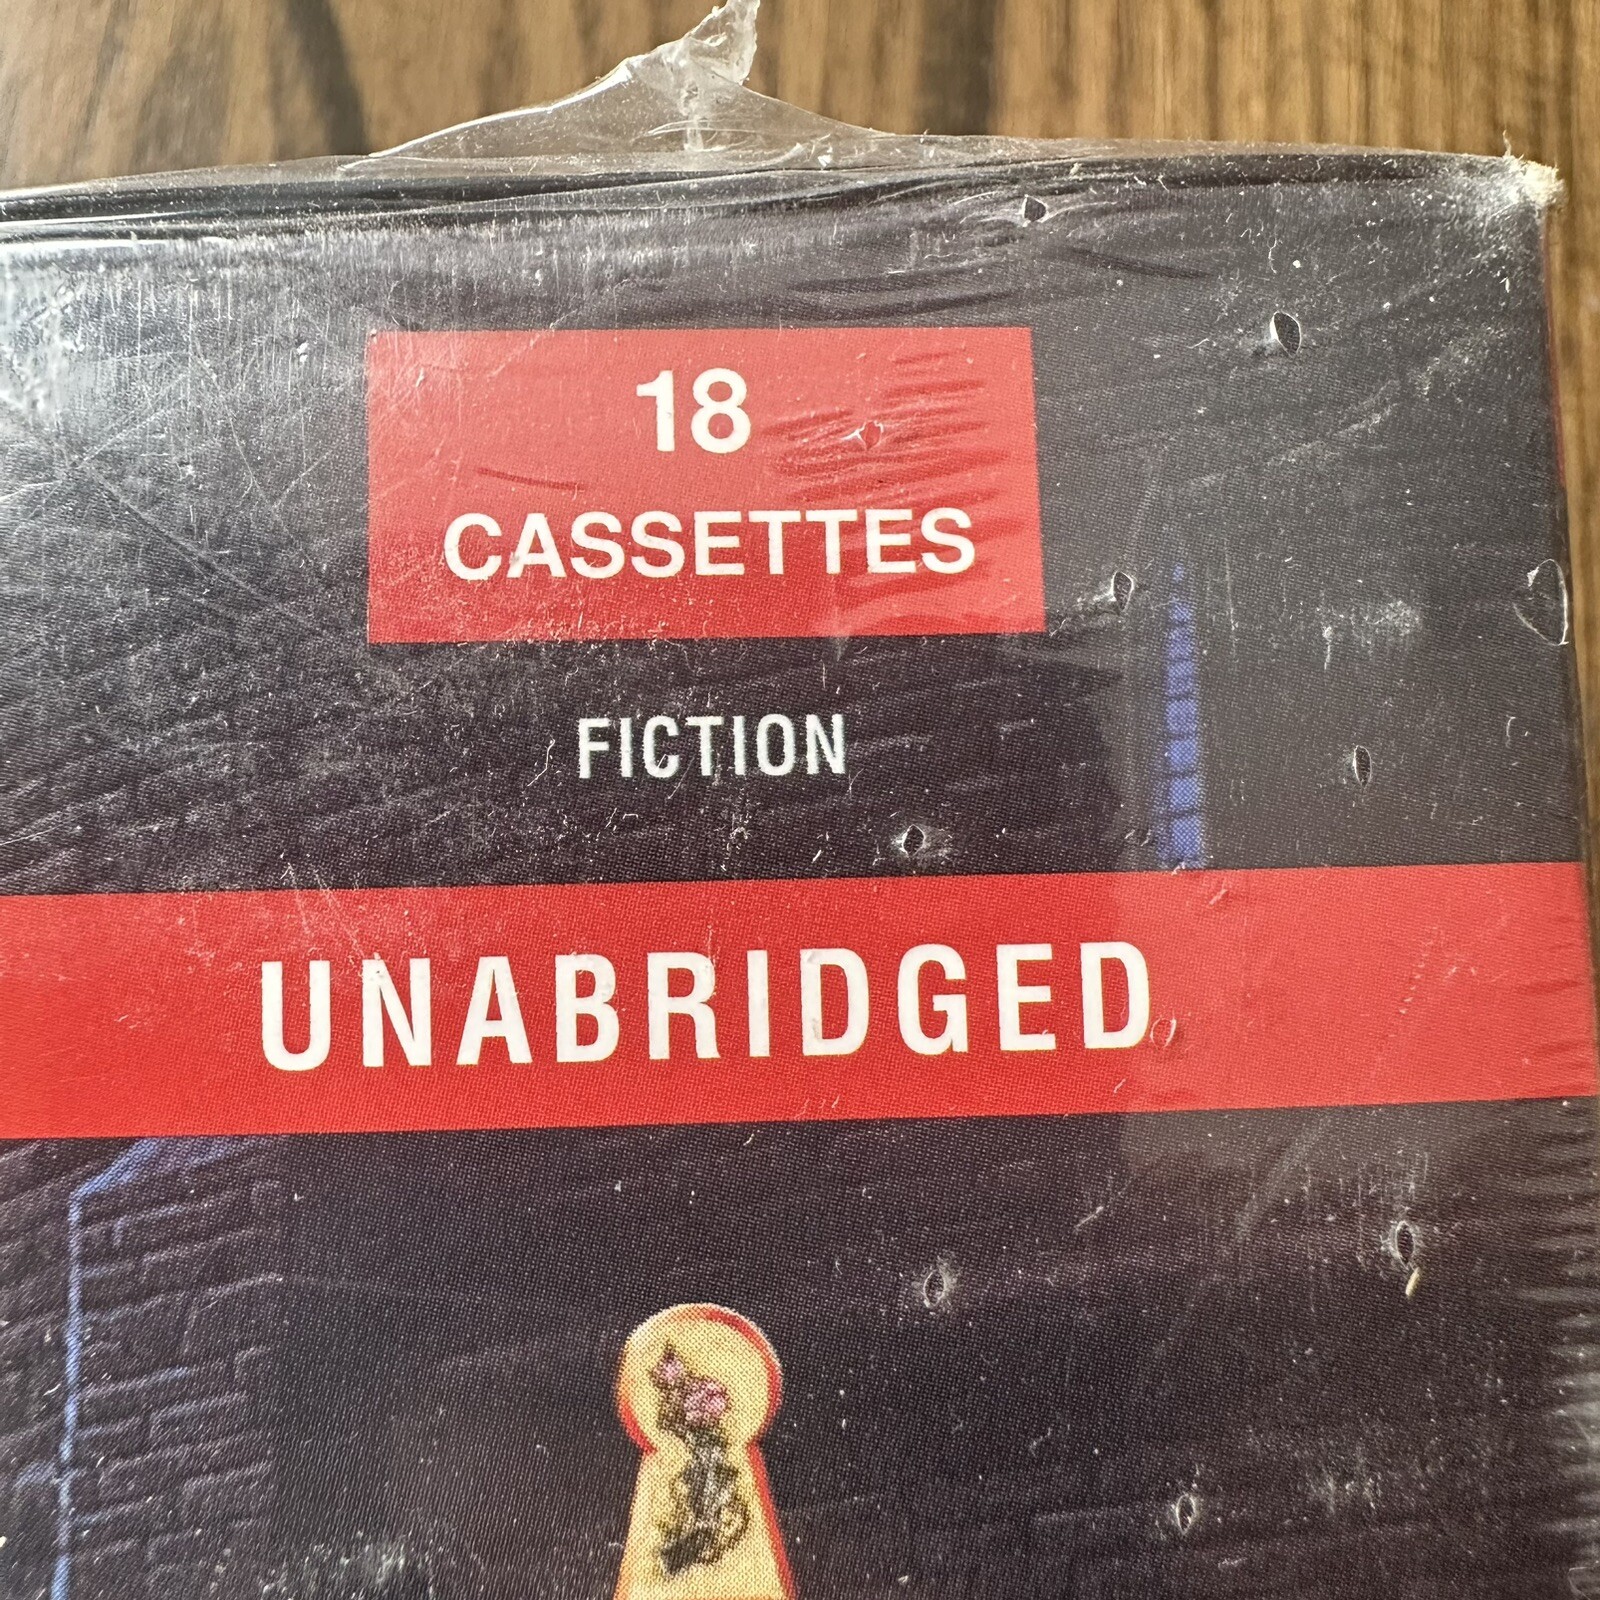 18
CASSETTES
FICTION
UNABRIDGED